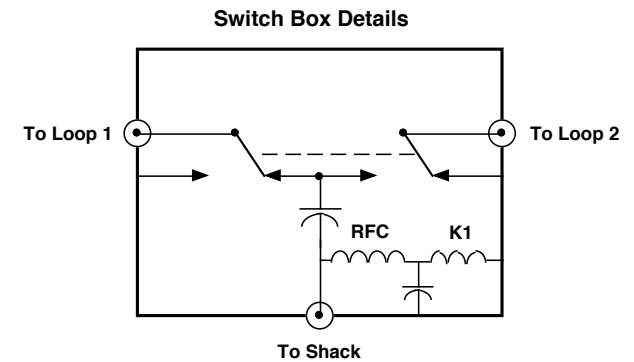 Switch Box Details
To Loop 1
To Loop 2
RFC
K1
To Shack